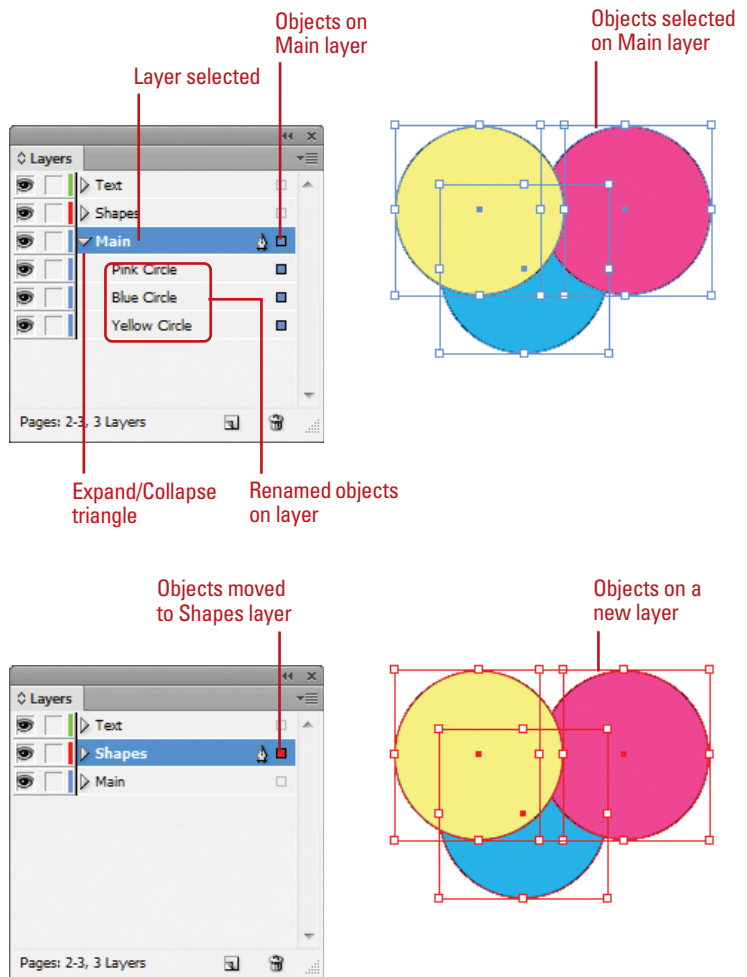 Objects on
Main layer
Objects selected
on Main layer
Layer selected
Layers
Text
Shapes
Main
Pink Circle
Blue Circle
Yellow Circle
Pages: 2-3, 3 Layers
Expand/Collapse
triangle
Renamed objects
on layer
Objects moved
to Shapes layer
Objects on a
new layer
Layers
Text
Shapes
Main
Pages: 2-3, 3 Layers